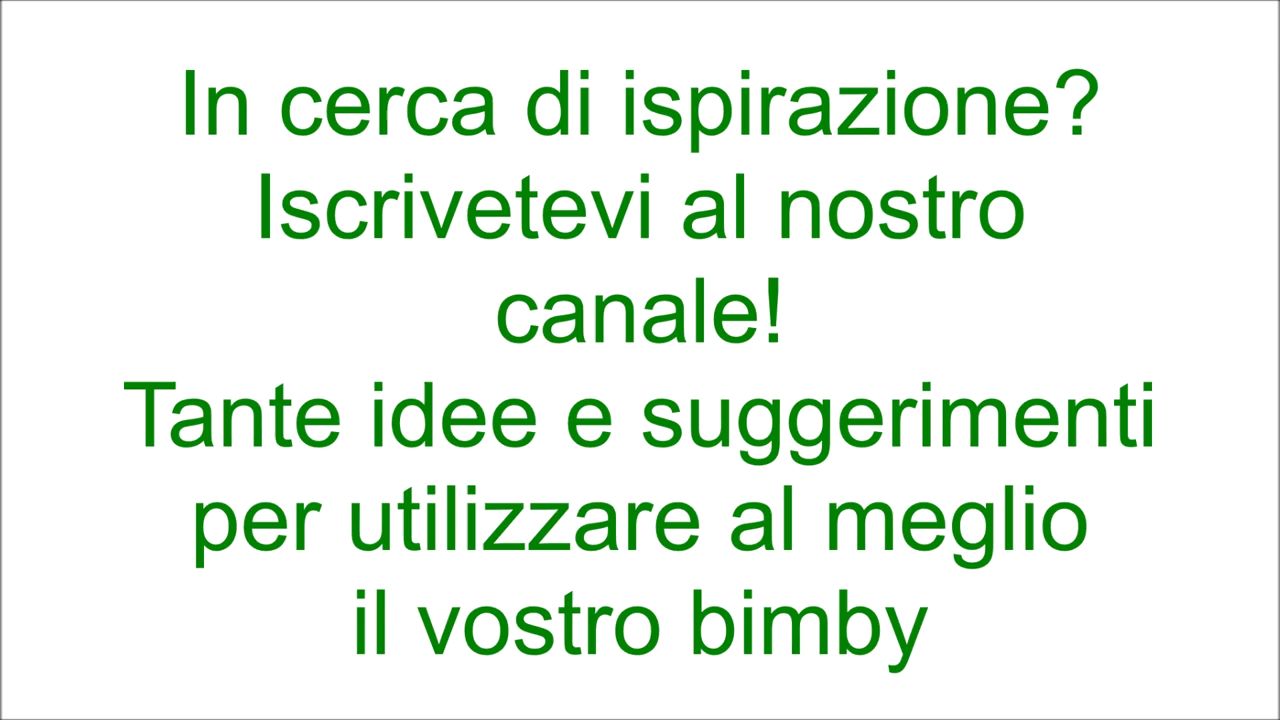 In cerca di ispirazione?
Iscrivetevi al nostro
canale!
Tante idee e suggerimenti
per utilizzare al meglio
il vostro bimby